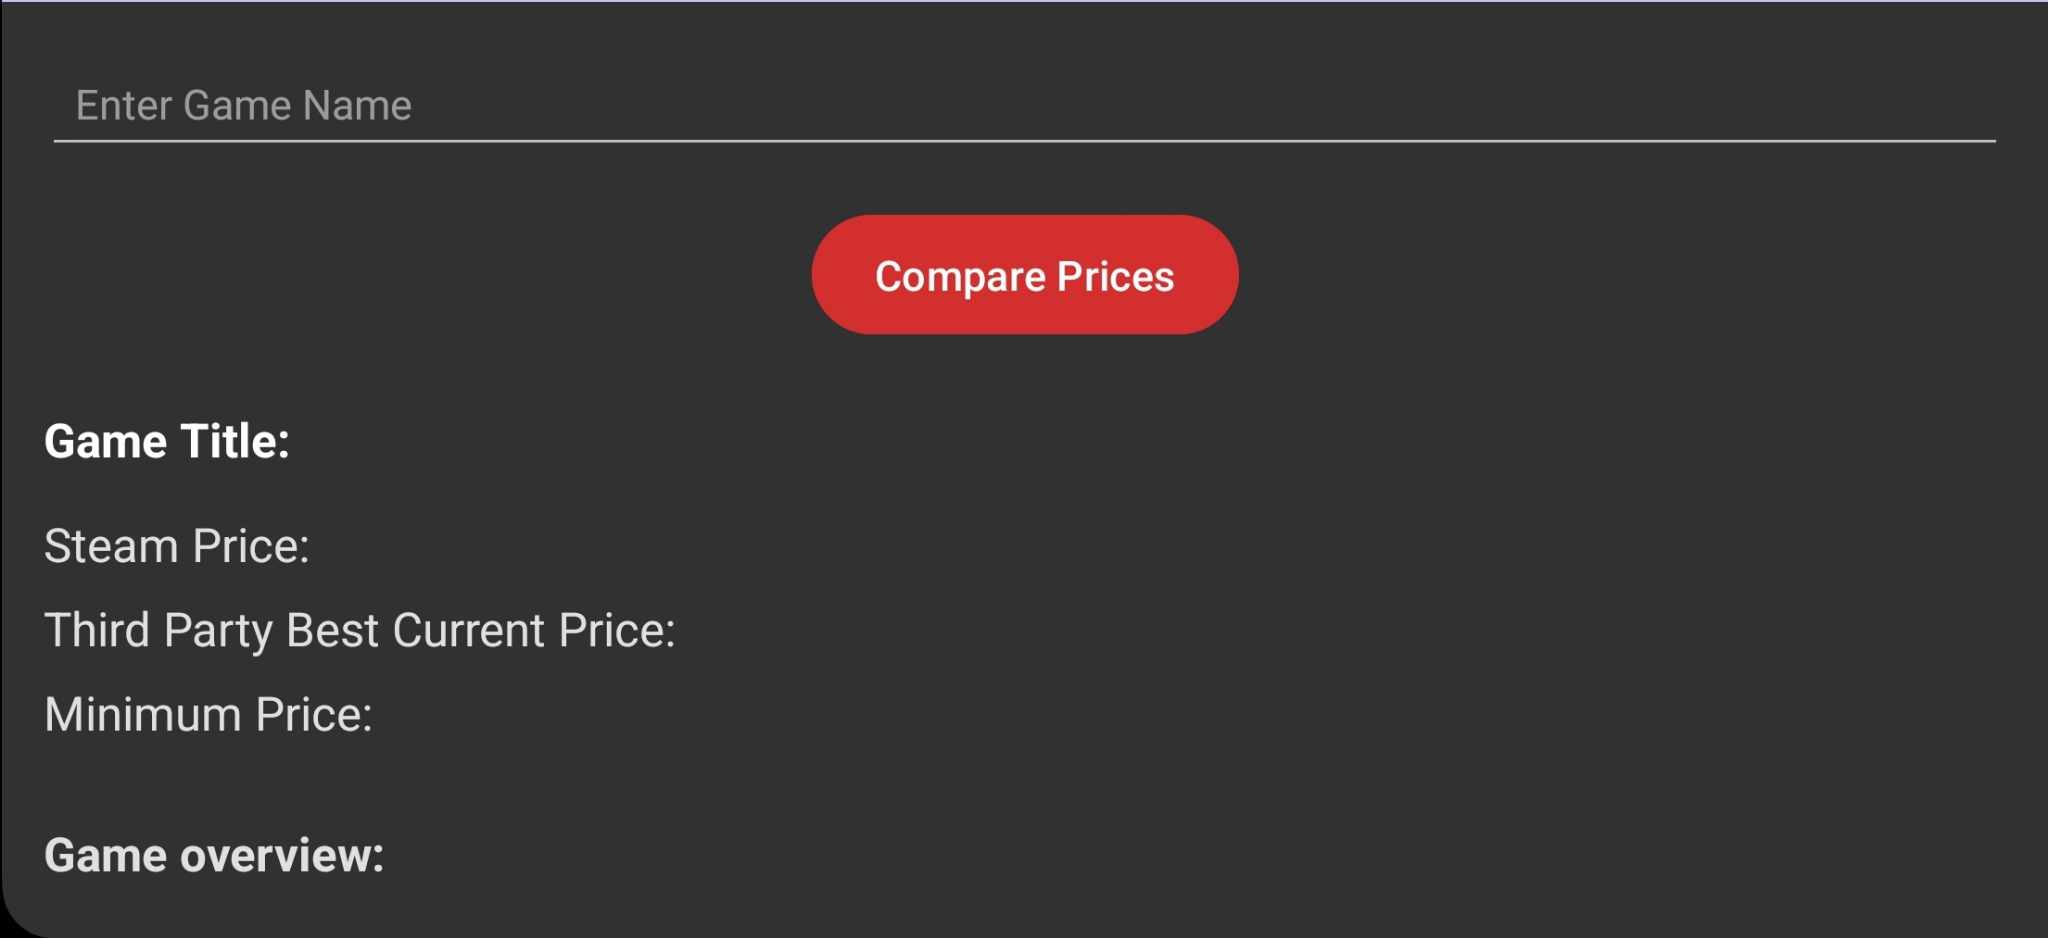 Enter Game Name
Compare Prices
Game Title:
Steam Price:
Third Party Best Current Price:
Minimum Price:
Game overview: